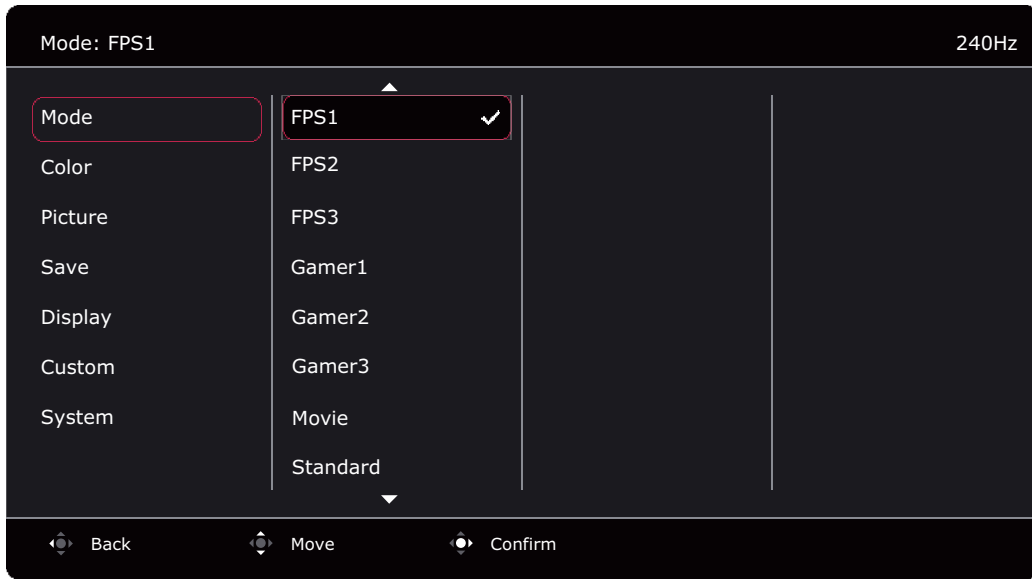 Mode: FPS1 240Hz
Mode
Color
Picture
Save
Display
Custom
System
FPS1
FPS2
FPS3
Gamer1
Gamer2
Gamer3
Movie
Standard
Back Move Confirm